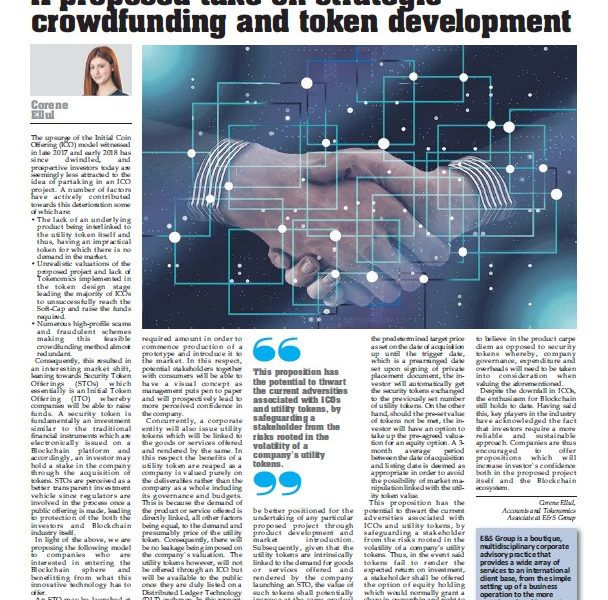 A proposed take on strategic
crowdfunding and token development
Corene
Ellul
The upsurge of the Initial Coin
Offering (ICO) model witnessed
in late 2017 and early 2018 has
since dwindled, and
prospective investors today are
seemingly less attracted to the
idea of partaking in an ICO
project. A number of factors
have actively contributed
towards this deterioration some
of which are:
• The lack of an underlying
product being interlinked to
the utility token itself and
thus, having an impractical
token for which there is no
demand in the market.
• Unrealistic valuations of the
proposed project and lack of
Tokenomics implemented in
the token design stage
leading the majority of ICOs
to unsuccessfully reach the
Soft-Cap and raise the funds
required.
• Numerous high-profile scams
and fraudulent schemes
making this feasible
crowdfunding method almost
redundant.
Consequently, this resulted in
an interesting market shift,
leaning towards Security Token
Offerings (STOs) which
essentially is an Initial Token
Offering (ITO) whereby
companies will be able to raise
funds. A security token is
fundamentally an investment
similar to the traditional
financial instruments which are
electronically issued on a
Blockchain platform and
accordingly, an investor may
hold a stake in the company
through the acquisition of
tokens. STOs are perceived as a
better transparent investment
vehicle since regulators are
involved in the process once a
public offering is made, leading
to protection of the both the
investors and Blockchain
industry itself.
In light of the above, we are
proposing the following model
to companies who are
interested in entering the
Blockchain sphere and
benefiting from what this
innovative technology has to
offer.
An STO may be launched at
required amount in order to
commence production of a
prototype and introduce it to
the market. In this respect,
potential stakeholders together
with consumers will be able to
have a visual concept as
management puts pen to paper
and will prospectively lead to
more perceived confidence in
the company.
Concurrently, a corporate
entity will also issue utility
tokens which will be linked to
the goods or services offered
and rendered by the same. In
this respect the benefits of a
utility token are reaped as a
company is valued purely on
the deliverables rather than the
company as a whole including
its governance and budgets.
This is because the demand of
the product or service offered is
directly linked, all other factors
being equal, to the demand and
presumably price of the utility
token. Consequently, there will
be no leakage being imposed on
the company's valuation. The
utility tokens however, will not
be offered through an ICO but
will be available to the public
once they are duly listed on a
Distributed Ledger Technology
(DLT) exchange. In this respect
This proposition has
the potential to thwart
the current adversities
associated with ICOs
and utility tokens, by
safeguarding a
stakeholder from the
risks rooted in the
volatility of a
company's utility
tokens.
be better positioned for the
undertaking of any particular
proposed project through
product development and
market introduction.
Subsequently, given that the
utility tokens are intrinsically
linked to the demand for goods
or services offered and
rendered by the company
launching an STO, the value of
such tokens shall potentially
increase at the same gradual
the predetermined target price
asset on the date of acquisition
up until the trigger date,
which is a prearranged date
set upon signing of private
placement document, the in-
vestor will automatically get
the security tokens exchanged
to the previously set number
of utility tokens. On the other
hand, should the pre-set value
of tokens not be met, the in-
vestor will have an option to
take up the pre-agreed valua-
tion for an equity option. A 3-
month average period
between the date of acquisition
and listing date is deemed as
appropriate in order to avoid
the possibility of market ma-
nipulation linked with the util-
ity token value.
This proposition has the
potential to thwart the current
adversities associated with
ICOs and utility tokens, by
safeguarding a stakeholder
from the risks rooted in the
volatility of a company's utility
tokens. Thus, in the event said
tokens fail to render the
expected return on investment,
a stakeholder shall be offered
the option of equity holding
which would normally grant a
share in ownership and right to
to believe in the product carpe
diem as opposed to security
tokens whereby, company
governance, expenditure and
overheads will need to be taken
into consideration when
valuing the aforementioned.
Despite the downfall in ICOs,
the enthusiasm for Blockchain
still holds to date. Having said
this, key players in the industry
have acknowledged the fact
that investors require a more
reliable and sustainable
approach. Companies are thus
encouraged to offer
propositions which will
increase investor's confidence
both in the proposed project
itself and the Blockchain
ecosystem.
Corene Ellul,
Accounts and Tokenomics
Associate at E&S Group
E&S Group is a boutique,
multidisciplinary corporate
advisory practice that
provides a wide array of
services to an international
client base, from the simple
setting up of a business
operation to the more